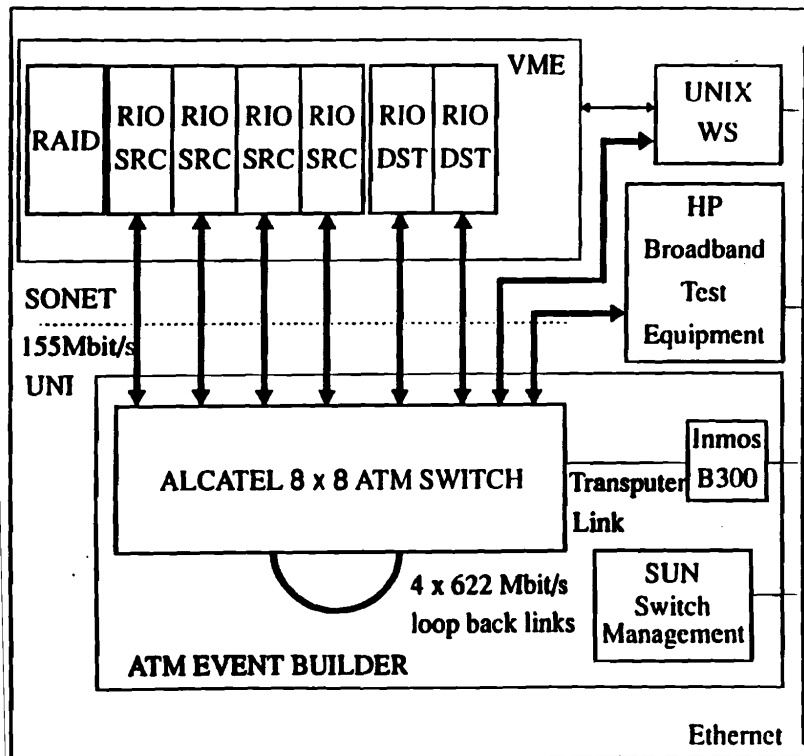 VME
RAID
RIO SRC
RIO SRC
RIO SRC
RIO SRC
RIO DST
RIO DST
UNIX
WS
HP
Broadband
Test
Equipment
SONET
155Mbit/s
UNI
ALCATEL 8 x 8 ATM SWITCH
Transputer
Link
Inmos
B300
4 x 622 Mbit/s
loop back links
SUN
Switch
Management
ATM EVENT BUILDER
Ethernet